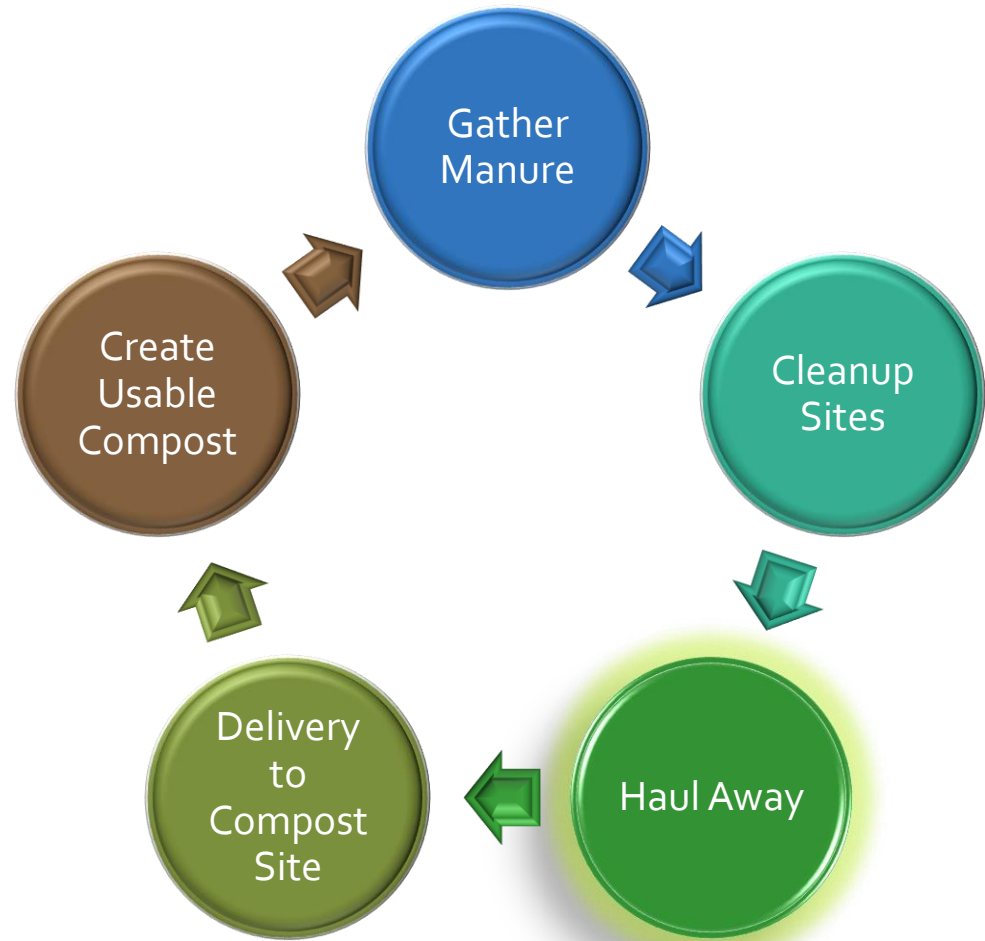 Gather
Manure
Cleanup
Sites
Haul Away
Delivery
to
Compost
Site
Create
Usable
Compost